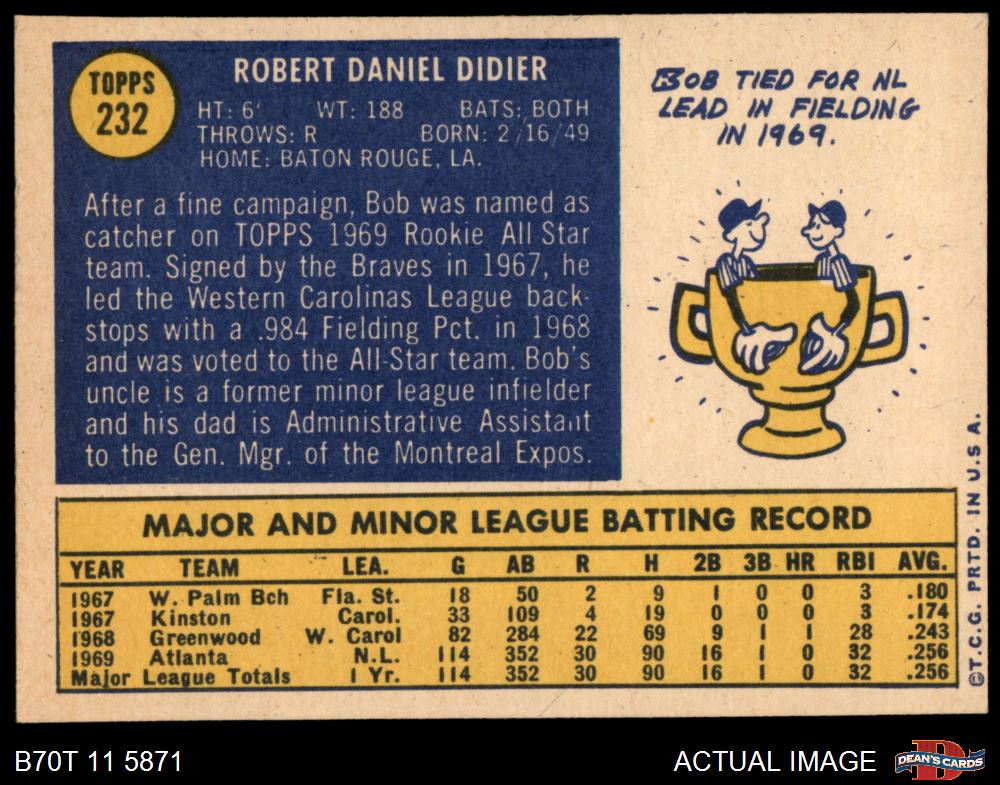 TOPPS
232
ROBERT DANIEL DIDIER
HT: 6' WT: 188 BATS: BOTH
THROWS: R BORN: 2/16/49
HOME: BATON ROUGE, LA.
After a fine campaign, Bob was named as
catcher on TOPPS 1969 Rookie All Star
team. Signed by the Braves in 1967, he
led the Western Carolinas League back-
stops with a .984 Fielding Pct. in 1968
and was voted to the All-Star team. Bob's
uncle is a former minor league infielder
and his dad is Administrative Assistant
to the Gen. Mgr. of the Montreal Expos.
BOB TIED FOR NL
LEAD IN FIELDING
IN 1969.
MAJOR AND MINOR LEAGUE BATTING RECORD
YEAR TEAM LEA. G AB R H 2B 3B HR RBI AVG.
1967 W. Palm Bch Fla. St. 18 50 2 9 1 0 0 3 .180
1967 Kinston Carol. 33 109 4 19 0 0 0 3 .174
1968 Greenwood W. Carol 82 284 22 69 9 1 1 28 .243
1969 Atlanta N.L. 114 352 30 90 16 1 0 32 .256
Major League Totals 1 Yr. 114 352 30 90 16 1 0 32 .256
©T.C.G. PRTD. IN U.S.A.
B70T 11 5871
ACTUAL IMAGE
DEAN'S CARDS